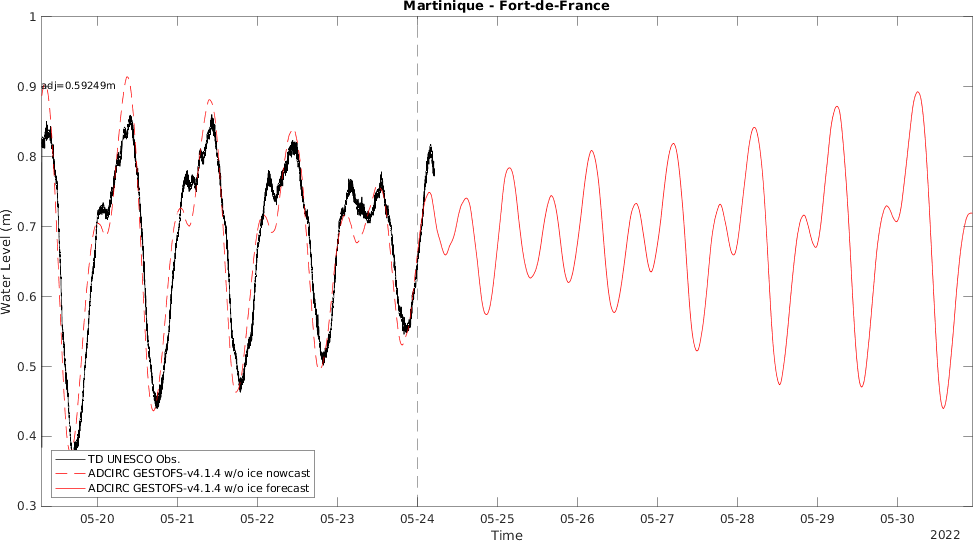 Martinique - Fort-de-France
1
adj=0.59249m
0.9
0.8
0.7
0.6
0.5
0.4
0.3
Water Level (m)
TD UNESCO Obs.
ADCIRC GESTOFS-v4.1.4 w/o ice nowcast
ADCIRC GESTOFS-v4.1.4 w/o ice forecast
05-20 05-21 05-22 05-23 05-24 05-25 05-26 05-27 05-28 05-29 05-30
Time
2022